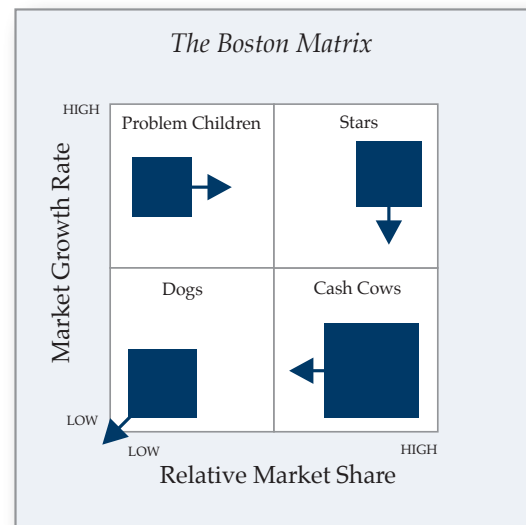 The Boston Matrix
HIGH
Problem Children
Stars
Market Growth Rate
Dogs
Cash Cows
LOW
LOW
HIGH
Relative Market Share